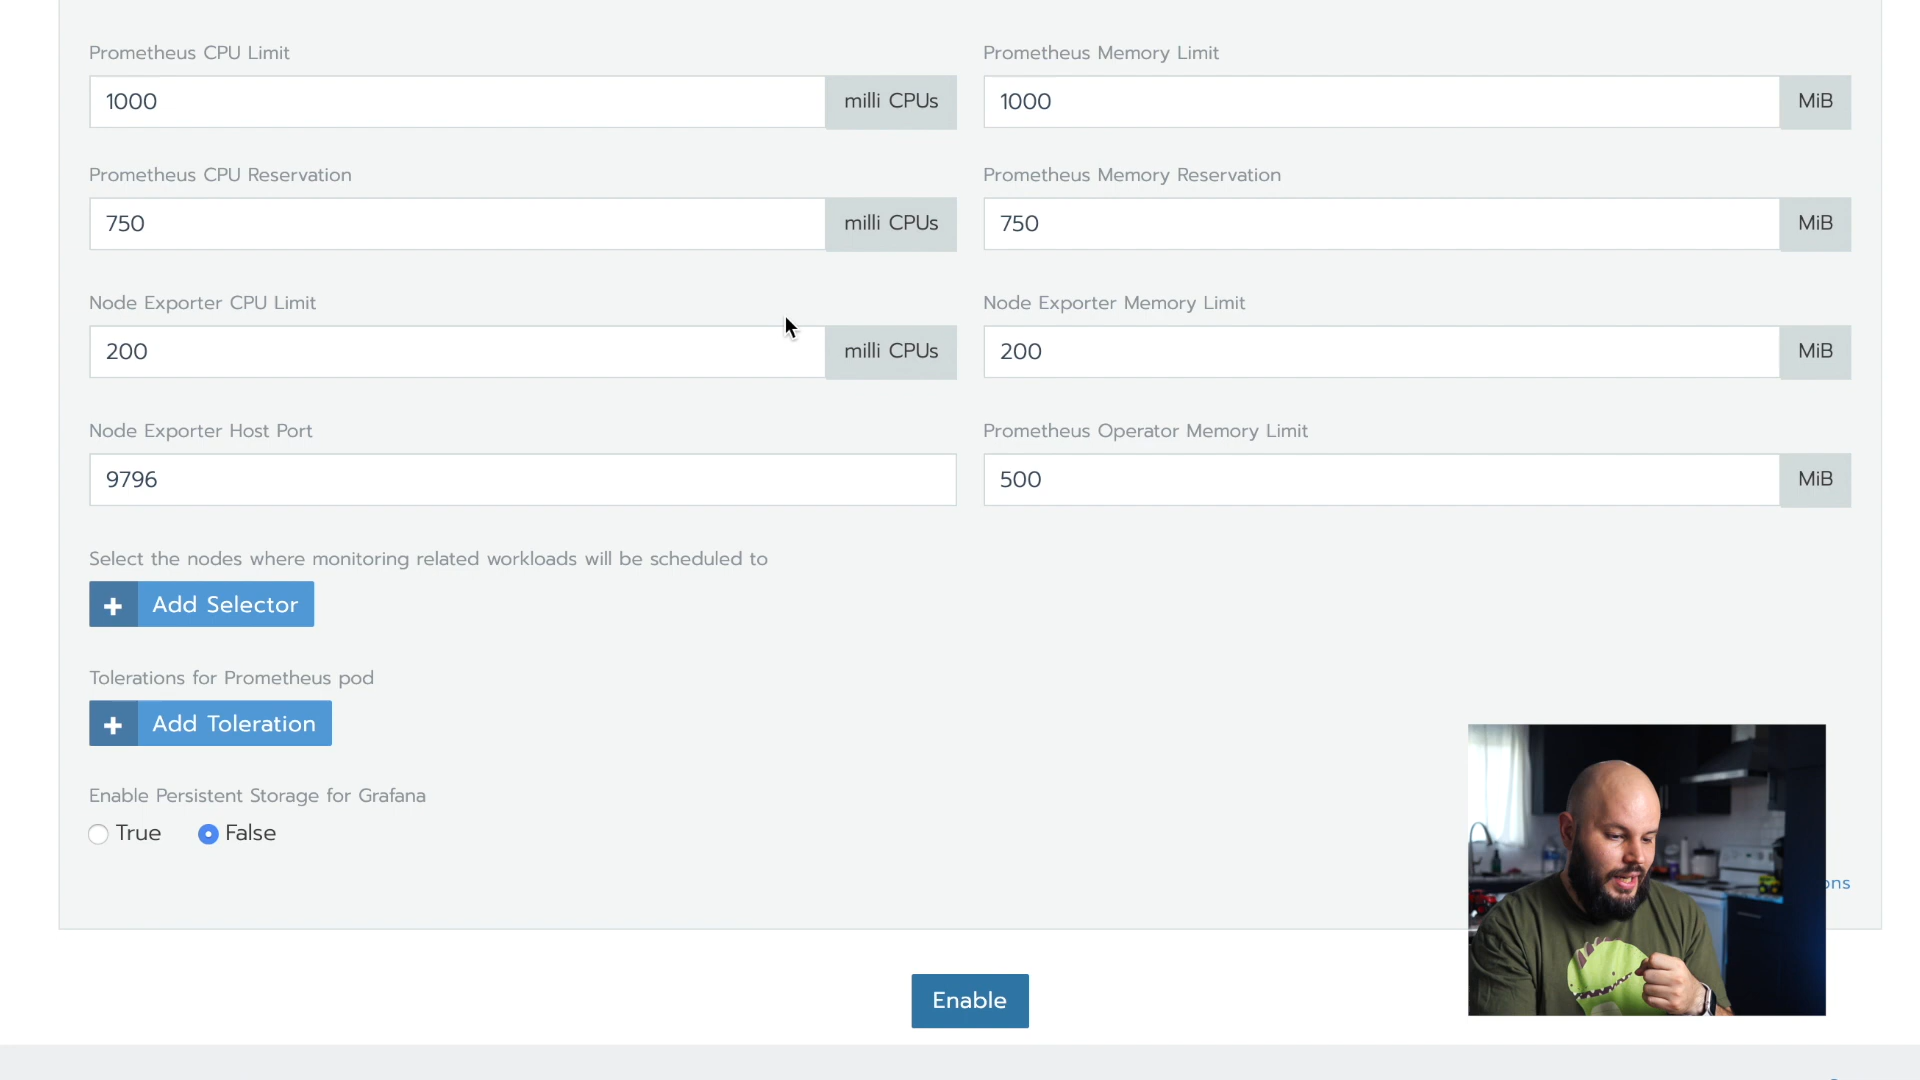 Prometheus CPU Limit
Prometheus Memory Limit
1000 milli CPUs
1000 MiB
Prometheus CPU Reservation
Prometheus Memory Reservation
750 milli CPUs
750 MiB
Node Exporter CPU Limit
Node Exporter Memory Limit
200 milli CPUs
200 MiB
Node Exporter Host Port
Prometheus Operator Memory Limit
9796
500 MiB
Select the nodes where monitoring related workloads will be scheduled to
+ Add Selector
Tolerations for Prometheus pod
+ Add Toleration
Enable Persistent Storage for Grafana
True False
Enable